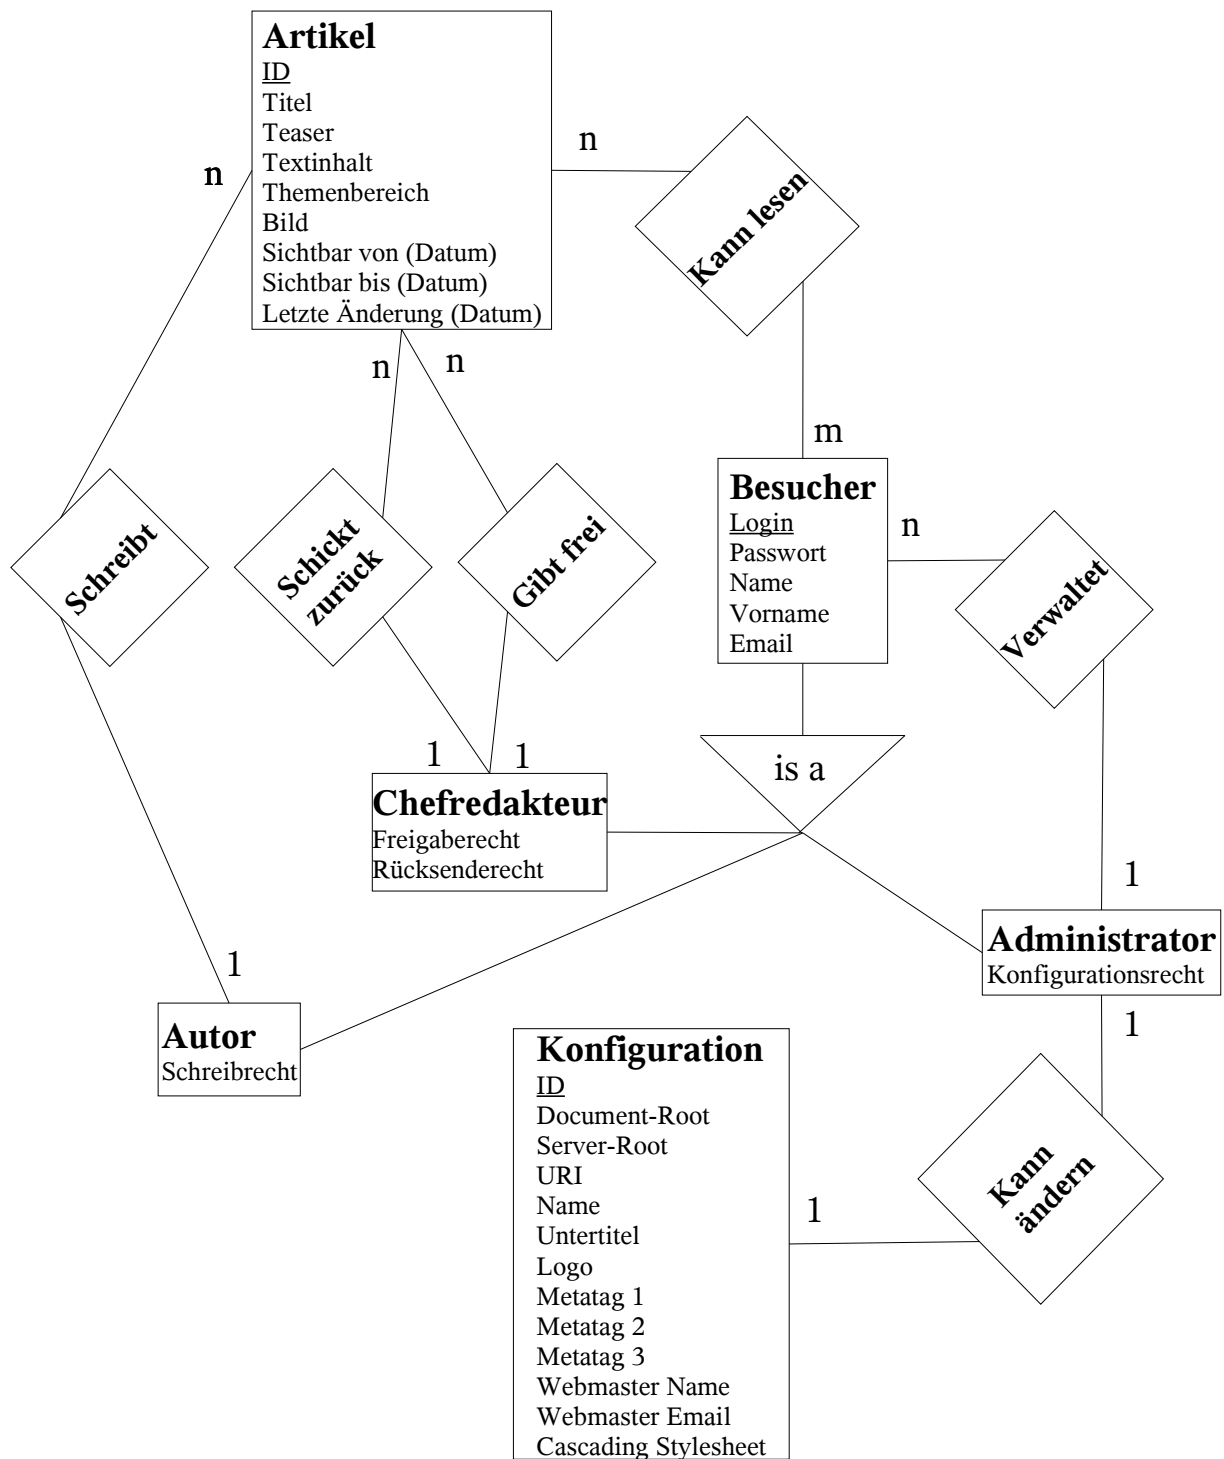 Artikel
ID
Titel
Teaser
Textinhalt
Themenbereich
Bild
Sichtbar von (Datum)
Sichtbar bis (Datum)
Letzte Änderung (Datum)
n
n
Kann lesen
n
n
m
Schreibt
Schickt
zurück
Gibt frei
Besucher
Login
Passwort
Name
Vorname
Email
n
Verwaltet
is a
1
1
Chefredakteur
Freigaberecht
Rücksenderecht
1
Administrator
Konfigurationsrecht
1
1
Autor
Schreibrecht
Konfiguration
ID
Document-Root
Server-Root
URI
Name
Untertitel
Logo
Metatag 1
Metatag 2
Metatag 3
Webmaster Name
Webmaster Email
Cascading Stylesheet
1
Kann
ändern